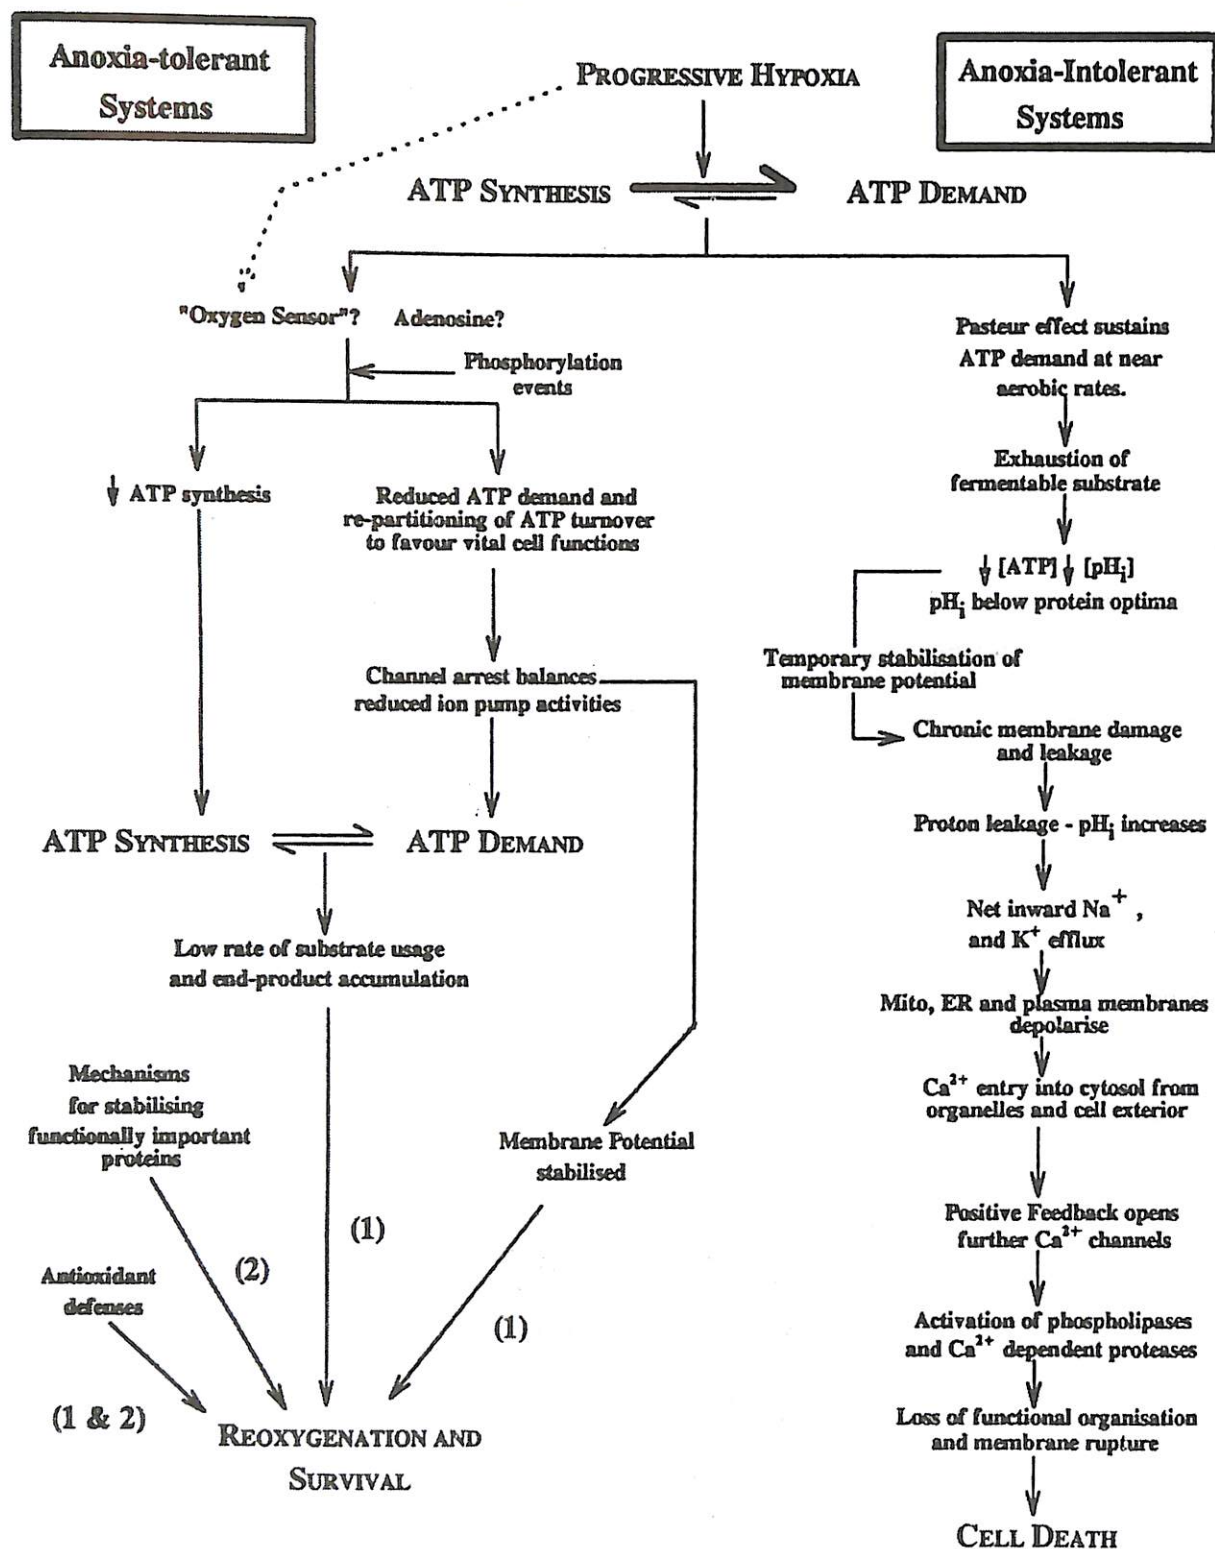 Anoxia-tolerant
Systems
PROGRESSIVE HYPOXIA
Anoxia-Intolerant
Systems
ATP SYNTHESIS
ATP DEMAND
"Oxygen Sensor"? Adenosine?
Phosphorylation
events
↓ ATP synthesis
Reduced ATP demand and
re-partitioning of ATP turnover
to favour vital cell functions
Channel arrest balances
reduced ion pump activities
ATP SYNTHESIS
ATP DEMAND
Low rate of substrate usage
and end-product accumulation
Mechanisms
for stabilising
functionally important
proteins
Membrane Potential
stabilised
(1)
(2)
Antioxidant
defenses
(1)
(1 & 2)
REOXYGENATION AND
SURVIVAL
Pasteur effect sustains
ATP demand at near
aerobic rates.
Exhaustion of
fermentable substrate
↓ [ATP] ↓ [pHi]
pHi below protein optima
Temporary stabilisation of
membrane potential
Chronic membrane damage
and leakage
Proton leakage - pHi increases
Net inward Na+ ,
and K+ efflux
Mito, ER and plasma membranes
depolarise
Ca2+ entry into cytosol from
organelles and cell exterior
Positive Feedback opens
further Ca2+ channels
Activation of phospholipases
and Ca2+ dependent proteases
Loss of functional organisation
and membrane rupture
CELL DEATH